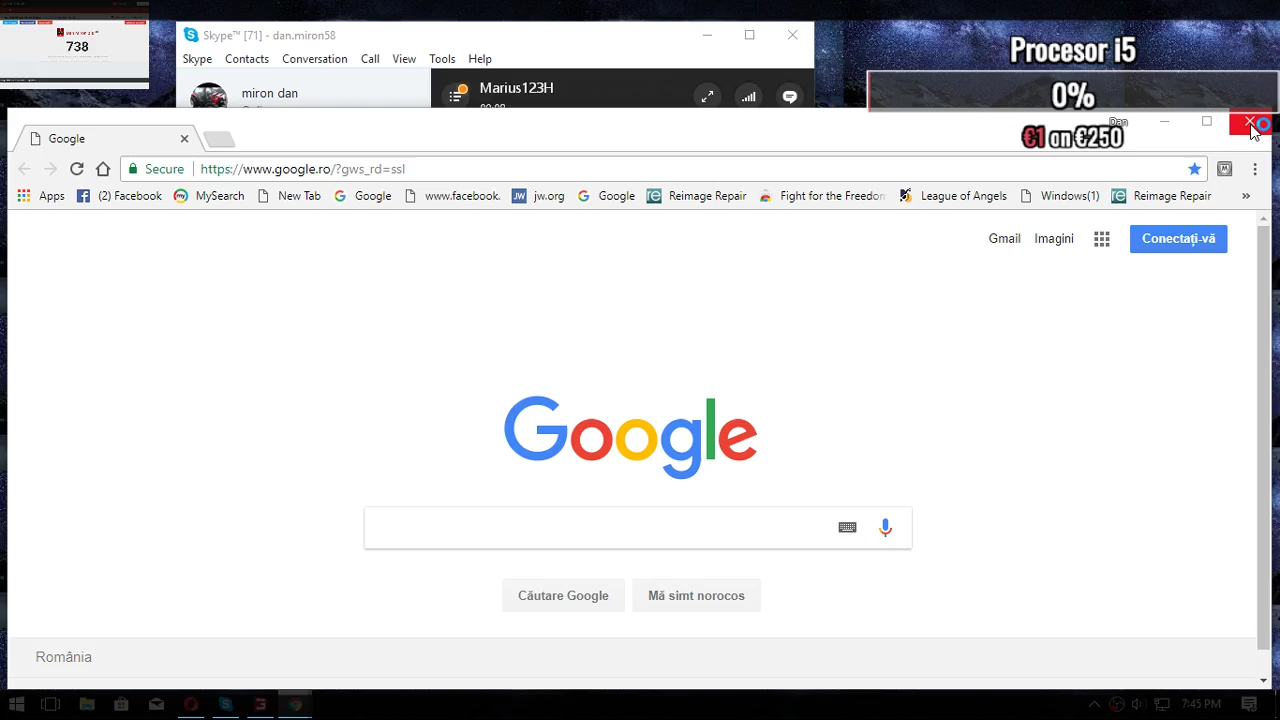 738
Skype™ [71] - dan.miron58
Skype Contacts Conversation Call View Tools Help
miron dan
Marius123H
Procesor i5
0%
€1 on €250
Dan
Google
Secure https://www.google.ro/?gws_rd=ssl
Apps (2) Facebook MySearch New Tab Google www.facebook. jw.org Google Reimage Repair Fight for the Freedom League of Angels Windows(1) Reimage Repair »
Gmail Imagini Conectați-vă
Google
Căutare Google Mă simt norocos
România
7:45 PM